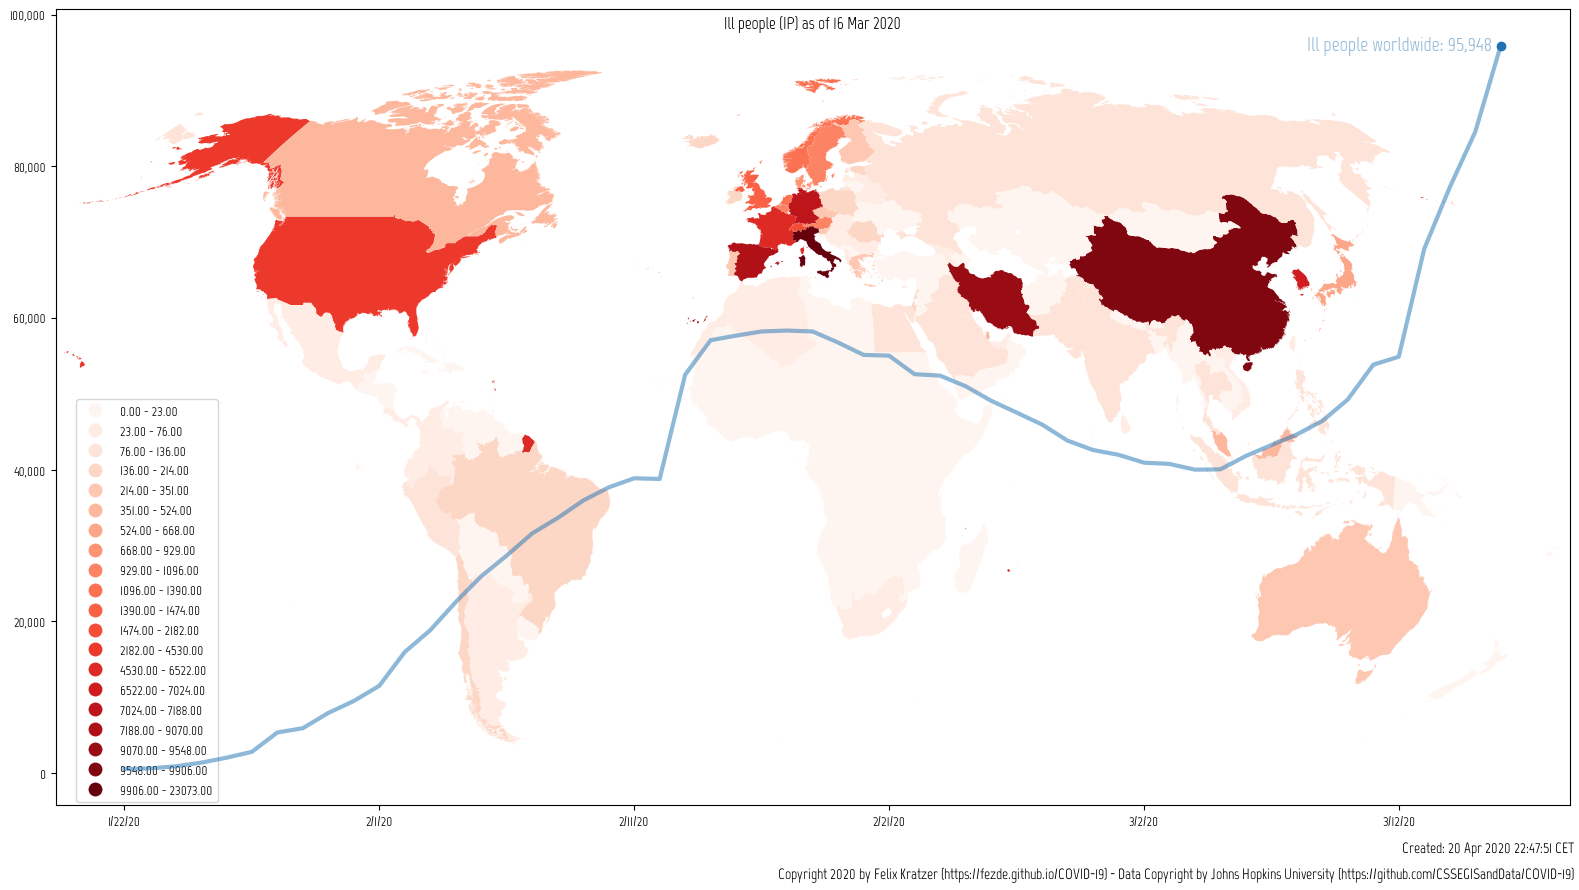 Ill people (IP) as of 16 Mar 2020
100,000
Ill people worldwide: 95,948
80,000
60,000
40,000
20,000
0
0.00 - 23.00
23.00 - 76.00
76.00 - 136.00
136.00 - 214.00
214.00 - 351.00
351.00 - 524.00
524.00 - 668.00
668.00 - 929.00
929.00 - 1096.00
1096.00 - 1390.00
1390.00 - 1474.00
1474.00 - 2182.00
2182.00 - 4530.00
4530.00 - 6522.00
6522.00 - 7024.00
7024.00 - 7188.00
7188.00 - 9070.00
9070.00 - 9548.00
9548.00 - 9906.00
9906.00 - 23073.00
1/22/20
2/1/20
2/11/20
2/21/20
3/2/20
3/12/20
Created: 20 Apr 2020 22:47:51 CET
Copyright 2020 by Felix Kratzer (https://fezde.github.io/COVID-19) - Data Copyright by Johns Hopkins University (https://github.com/CSSEGISandData/COVID-19)